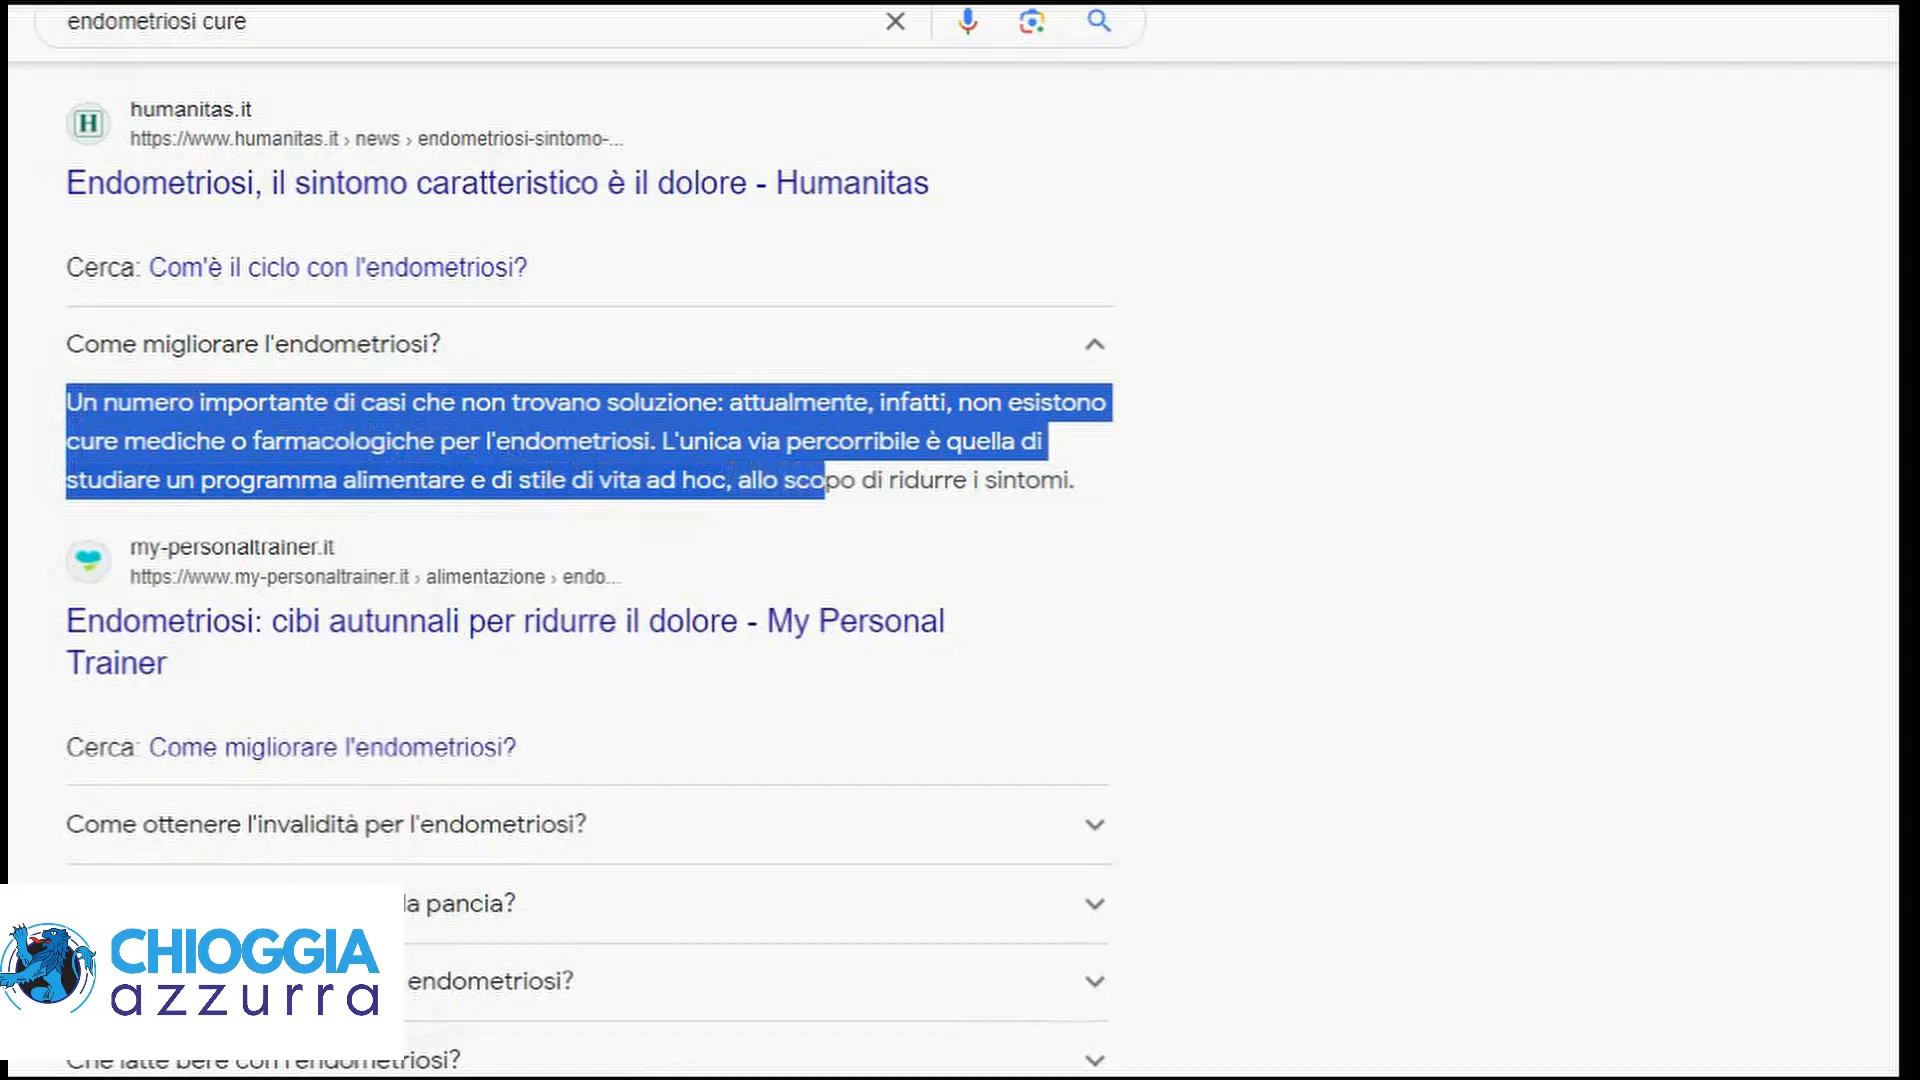 endometriosi cure
humanitas.it
https://www.humanitas.it › news › endometriosi-sintomo-...
Endometriosi, il sintomo caratteristico è il dolore - Humanitas
Cerca: Com'è il ciclo con l'endometriosi?
Come migliorare l'endometriosi?
Un numero importante di casi che non trovano soluzione: attualmente, infatti, non esistono
cure mediche o farmacologiche per l'endometriosi. L'unica via percorribile è quella di
studiare un programma alimentare e di stile di vita ad hoc, allo scopo di ridurre i sintomi.
my-personaltrainer.it
https://www.my-personaltrainer.it › alimentazione › endo...
Endometriosi: cibi autunnali per ridurre il dolore - My Personal
Trainer
Cerca: Come migliorare l'endometriosi?
Come ottenere l'invalidità per l'endometriosi?
la pancia?
endometriosi?
Che latte bere con l'endometriosi?
CHIOGGIA
azzurra